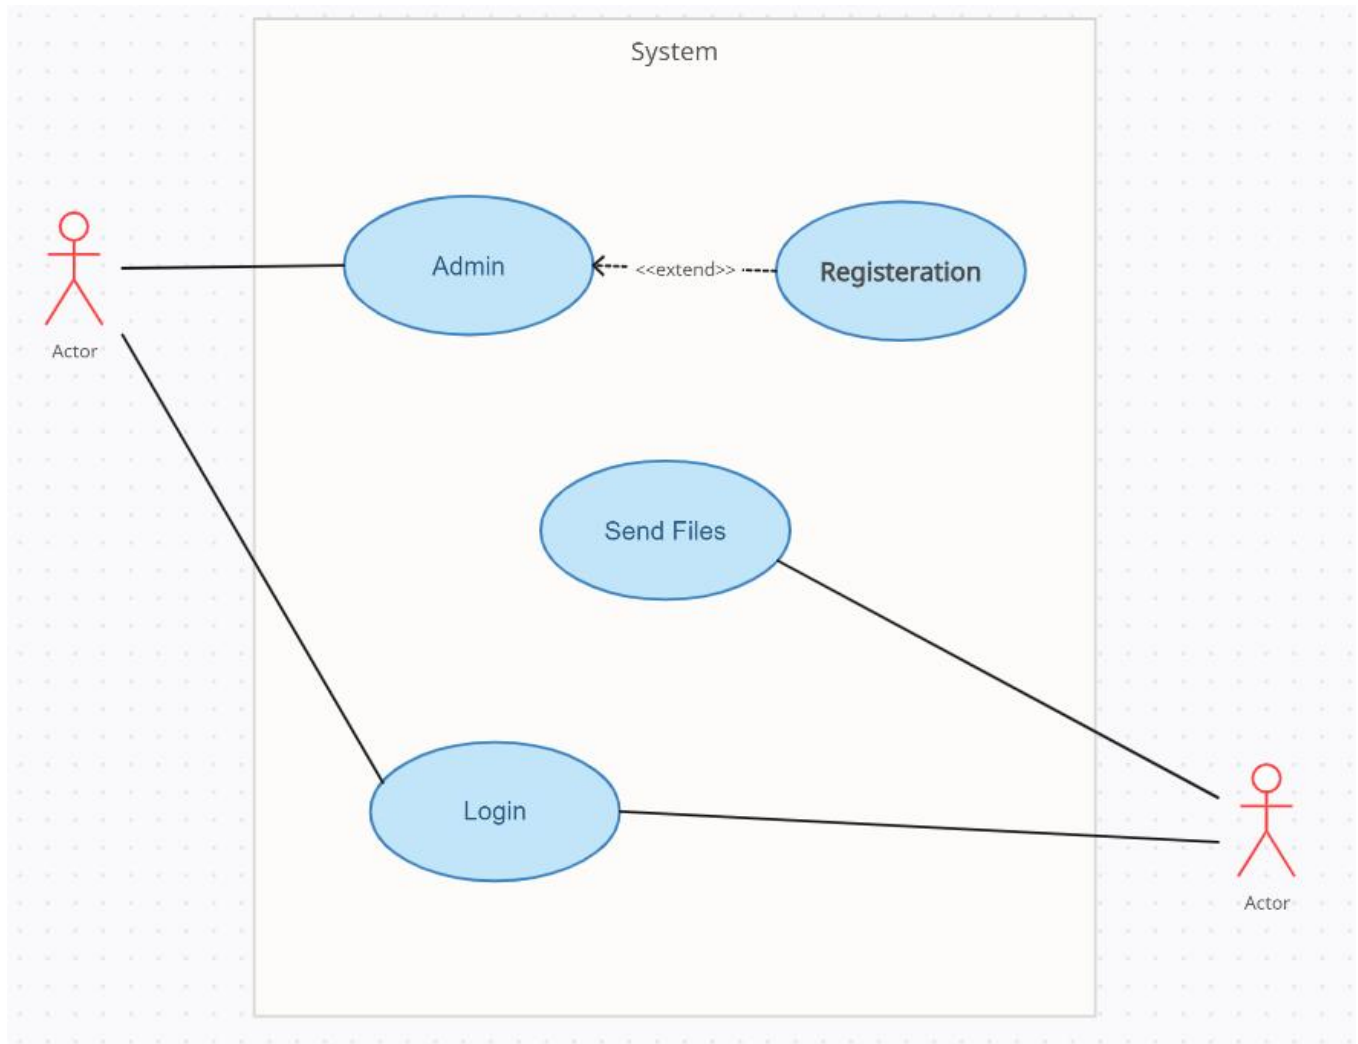 System
Admin
<<extend>>
Registeration
Actor
Send Files
Login
Actor